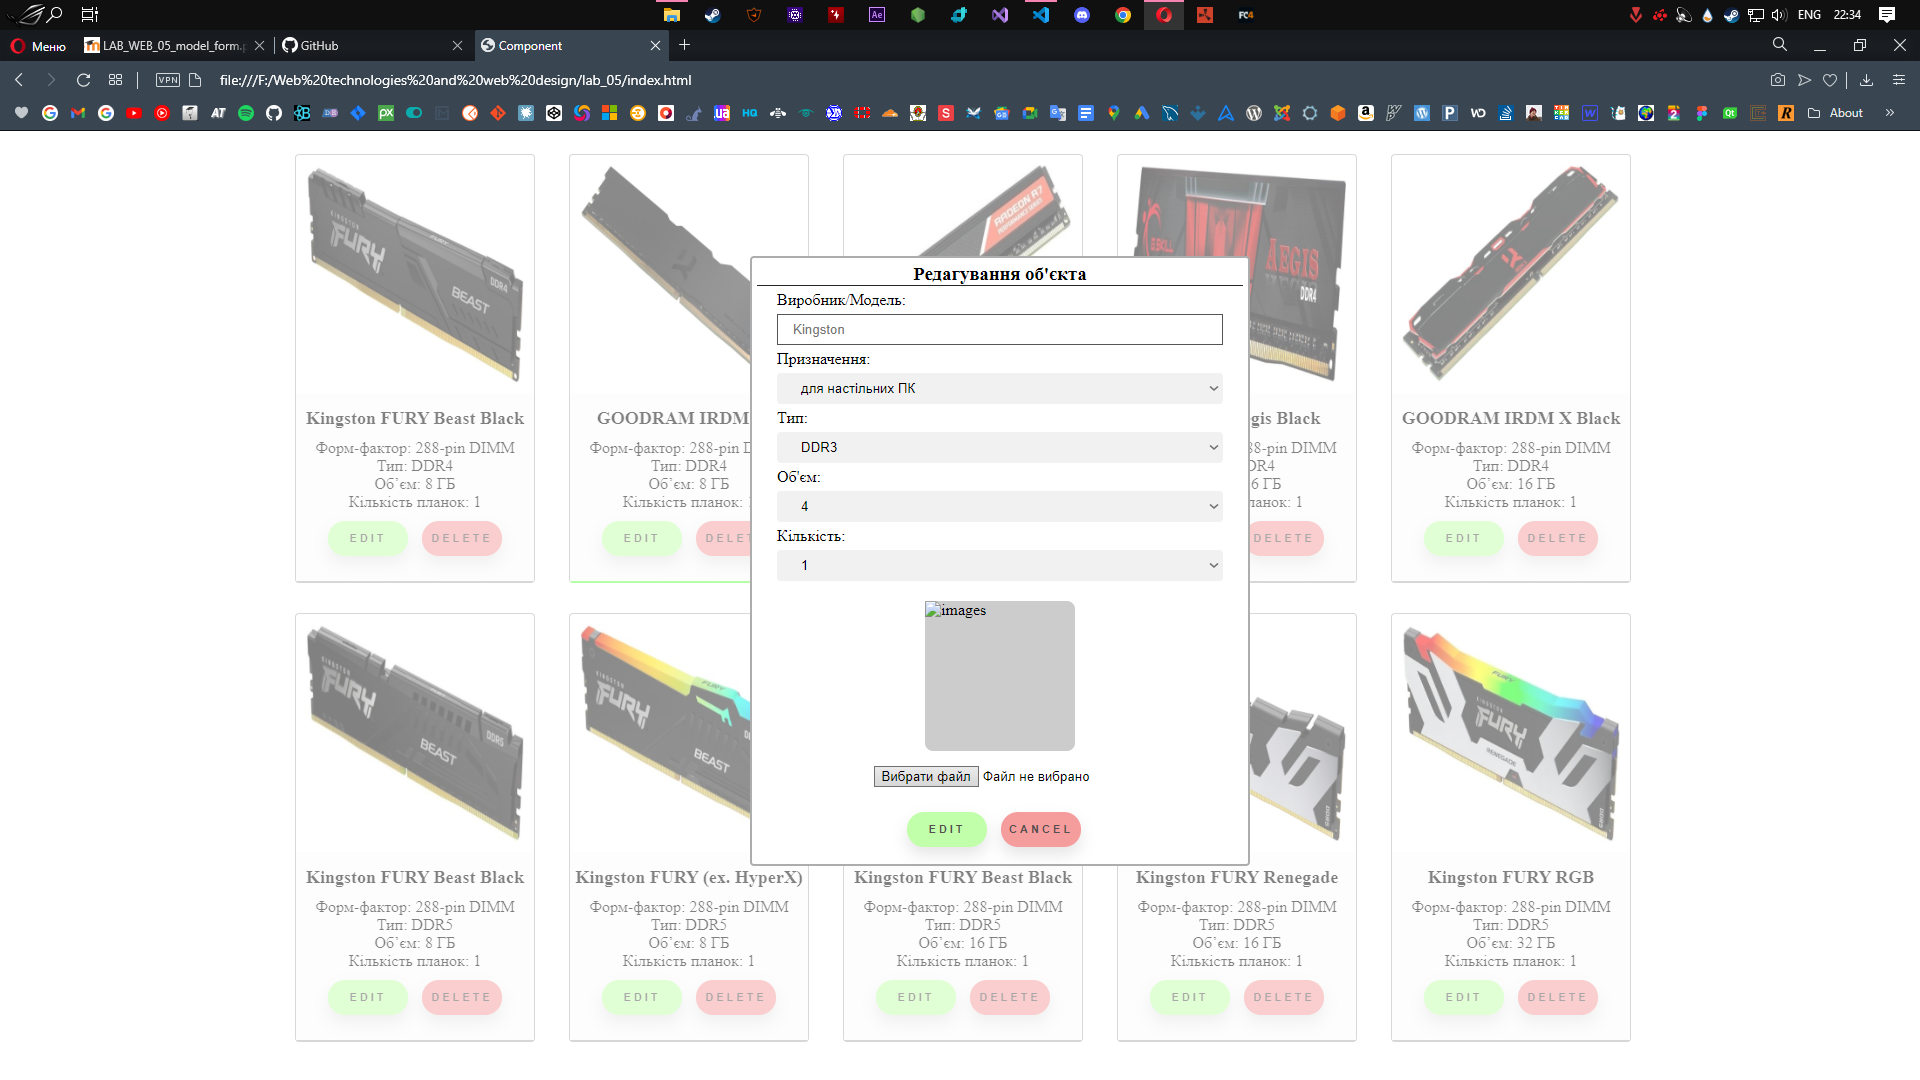 ENG 22:34
Меню
LAB_WEB_05_model_form.
GitHub
Component
VPN
file:///F:/Web%20technologies%20and%20web%20design/lab_05/index.html
About
Редагування об'єкта
Виробник/Модель:
Kingston
Призначення:
для настільних ПК
Тип:
DDR3
Об'єм:
4
Кількість:
1
images
Вибрати файл Файл не вибрано
EDIT CANCEL
Kingston FURY Beast Black
Форм-фактор: 288-pin DIMM
Тип: DDR4
Об’єм: 8 ГБ
Кількість планок: 1
EDIT DELETE
GOODRAM IRDM
Форм-фактор: 288-pin D
Тип: DDR4
Об’єм: 8 ГБ
Кількість планок:
EDIT DELE
RADEON R7
AEGIS
DDR4
gis Black
88-pin DIMM
DR4
6 ГБ
ланок: 1
DELETE
GOODRAM IRDM X Black
Форм-фактор: 288-pin DIMM
Тип: DDR4
Об’єм: 16 ГБ
Кількість планок: 1
EDIT DELETE
Kingston FURY Beast Black
Форм-фактор: 288-pin DIMM
Тип: DDR5
Об’єм: 8 ГБ
Кількість планок: 1
EDIT DELETE
Kingston FURY (ex. HyperX)
Форм-фактор: 288-pin DIMM
Тип: DDR5
Об’єм: 8 ГБ
Кількість планок: 1
EDIT DELETE
Kingston FURY Beast Black
Форм-фактор: 288-pin DIMM
Тип: DDR5
Об’єм: 16 ГБ
Кількість планок: 1
EDIT DELETE
Kingston FURY Renegade
Форм-фактор: 288-pin DIMM
Тип: DDR5
Об’єм: 16 ГБ
Кількість планок: 1
EDIT DELETE
Kingston FURY RGB
Форм-фактор: 288-pin DIMM
Тип: DDR5
Об’єм: 32 ГБ
Кількість планок: 1
EDIT DELETE